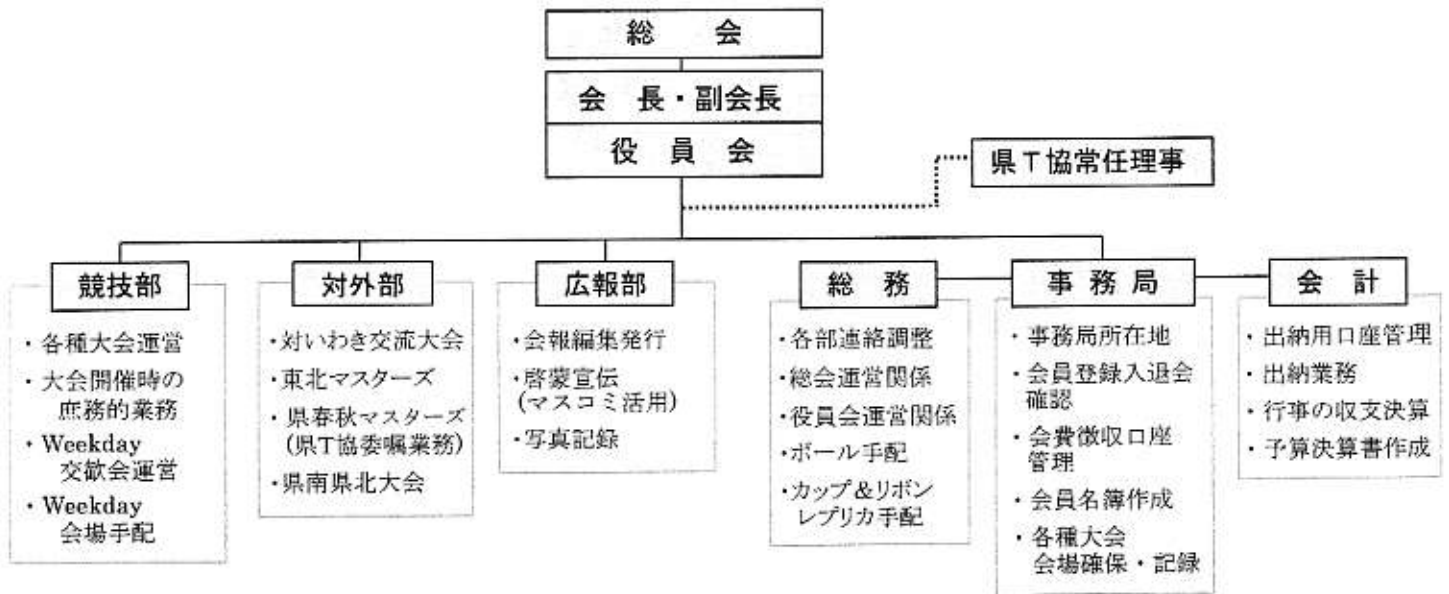 総　会
会　長・副会長
役　員　会
県Ｔ協常任理事
競技部
・各種大会運営
・大会開催時の
庶務的業務
・Weekday
交歓会運営
・Weekday
会場手配
対外部
・対いわき交流大会
・東北マスターズ
・県春秋マスターズ
(県Ｔ協委嘱業務)
・県南県北大会
広報部
・会報編集発行
・啓蒙宣伝
(マスコミ活用)
・写真記録
総　務
・各部連絡調整
・総会運営関係
・役員会運営関係
・ボール手配
・カップ＆リボン
レプリカ手配
事務局
・事務局所在地
・会員登録入退会
確認
・会費徴収口座
管理
・会員名簿作成
・各種大会
会場確保・記録
会　計
・出納用口座管理
・出納業務
・行事の収支決算
・予算決算書作成